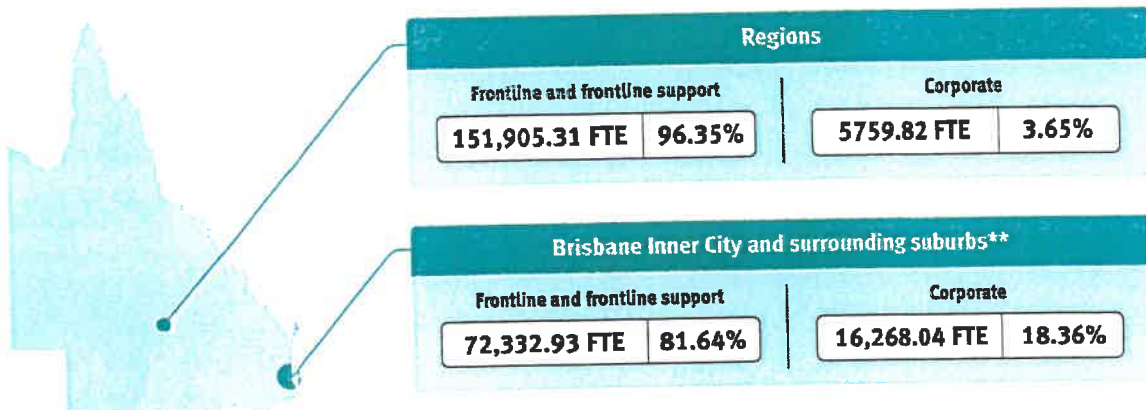 Regions
Frontline and frontline support
Corporate
151,905.31 FTE 96.35%
5759.82 FTE 3.65%
Brisbane Inner City and surrounding suburbs**
Frontline and frontline support
Corporate
72,332.93 FTE 81.64%
16,268.04 FTE 18.36%